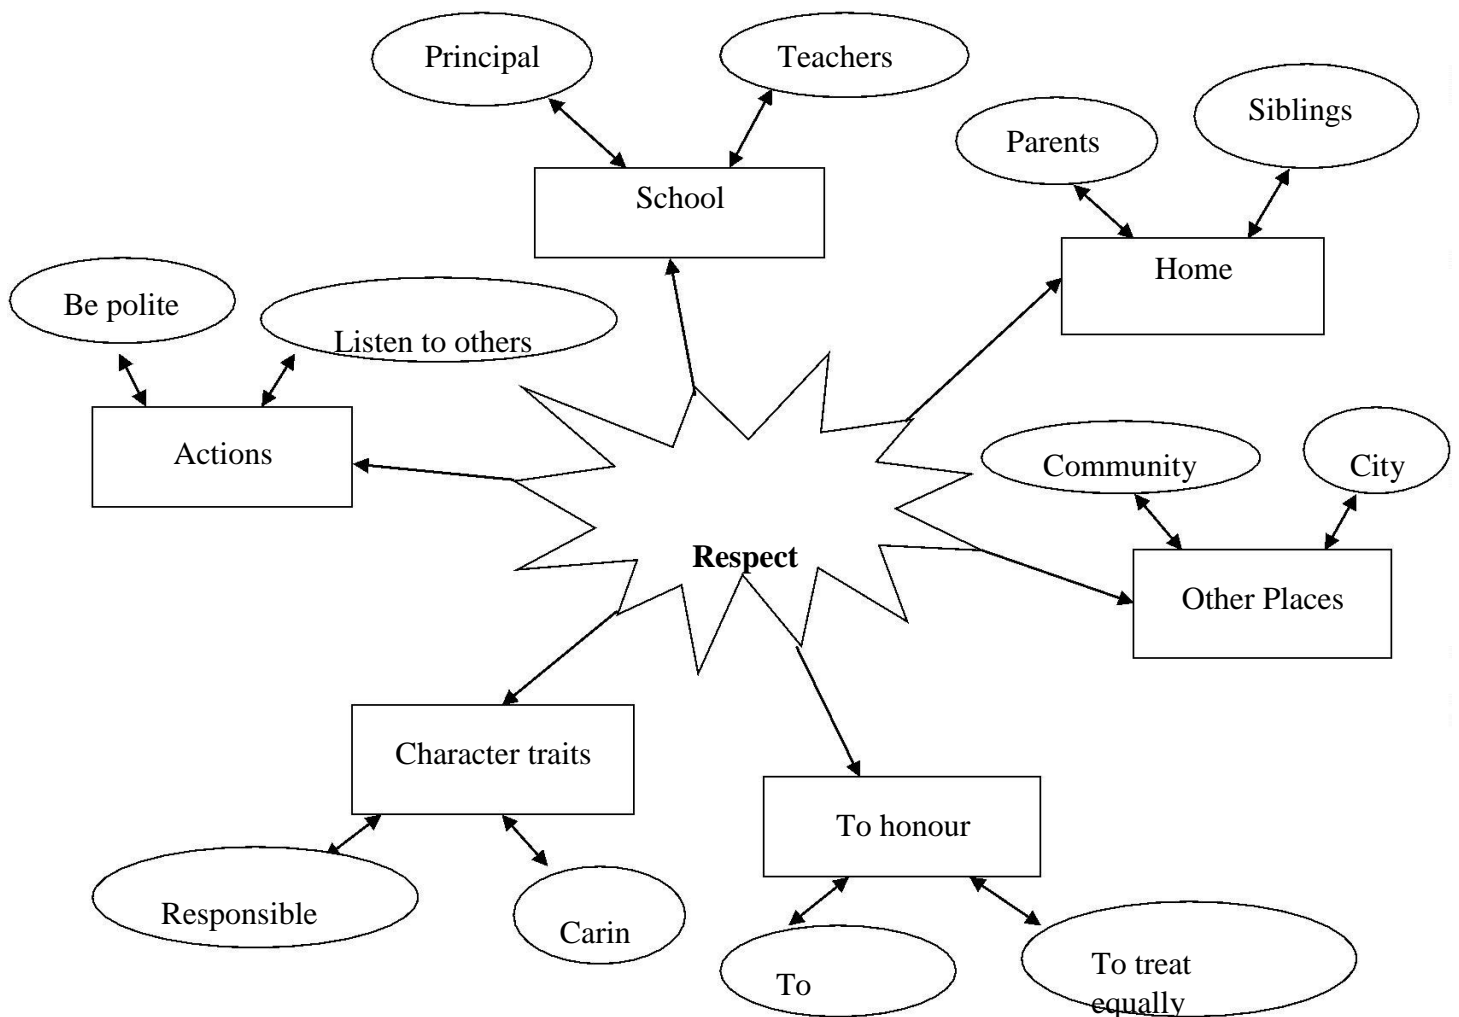 Principal
Teachers
Siblings
Parents
School
Home
Be polite
Listen to others
Actions
Community
City
Respect
Other Places
Character traits
To honour
Responsible
Carin
To
To treat
equally